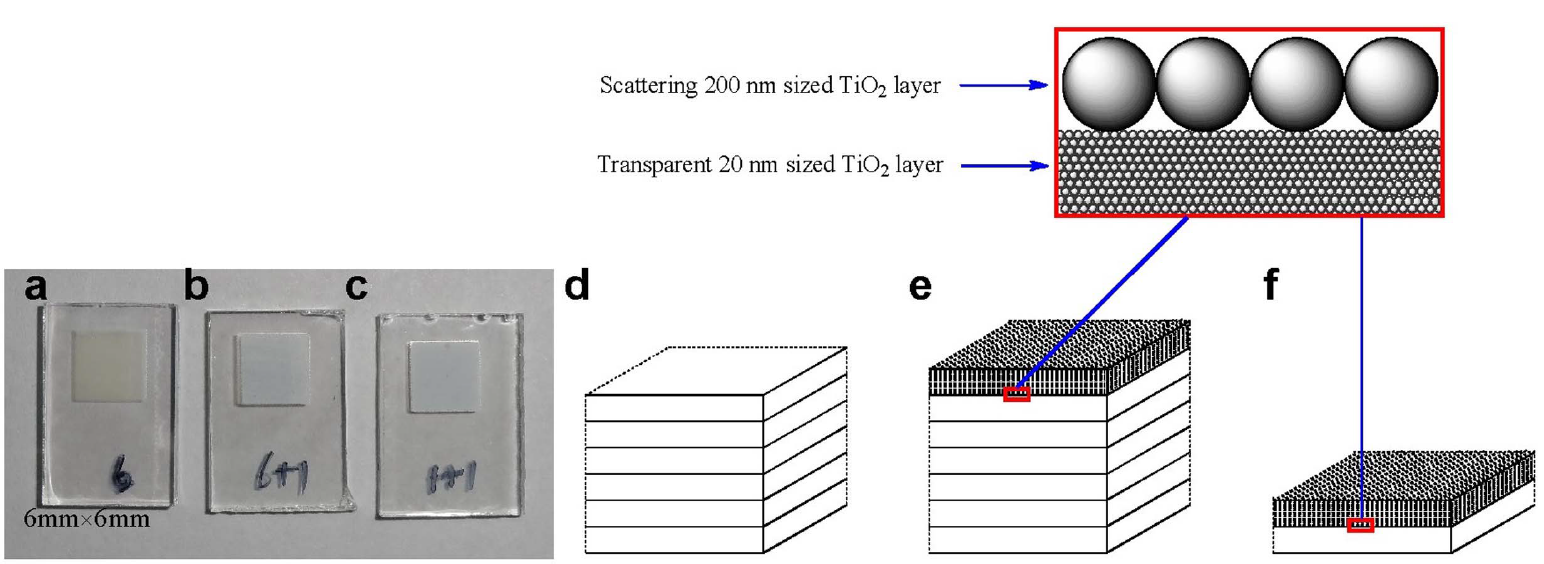 Scattering 200 nm sized TiO₂ layer
Transparent 20 nm sized TiO₂ layer
a b c d e f
6 6+1 1+1
6mm×6mm